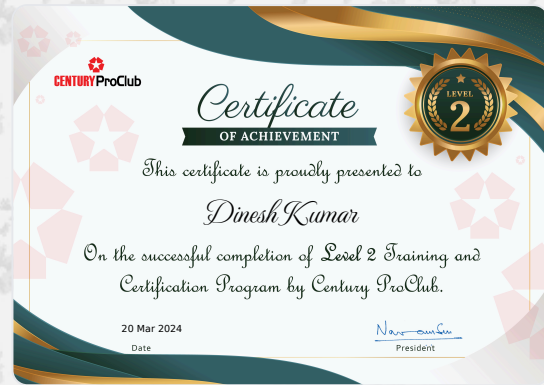 CENTURY ProClub
LEVEL
2
Certificate
OF ACHIEVEMENT
This certificate is proudly presented to
Dinesh Kumar
On the successful completion of Level 2 Training and
Certification Program by Century ProClub.
20 Mar 2024
Date
President